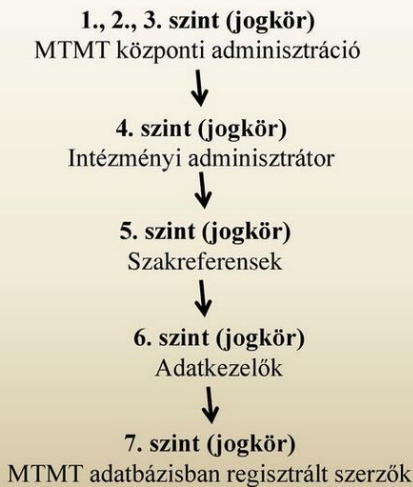 1., 2., 3. szint (jogkör)
MTMT központi adminisztráció
4. szint (jogkör)
Intézményi adminisztrátor
5. szint (jogkör)
Szakreferensek
6. szint (jogkör)
Adatkezelők
7. szint (jogkör)
MTMT adatbázisban regisztrált szerzők